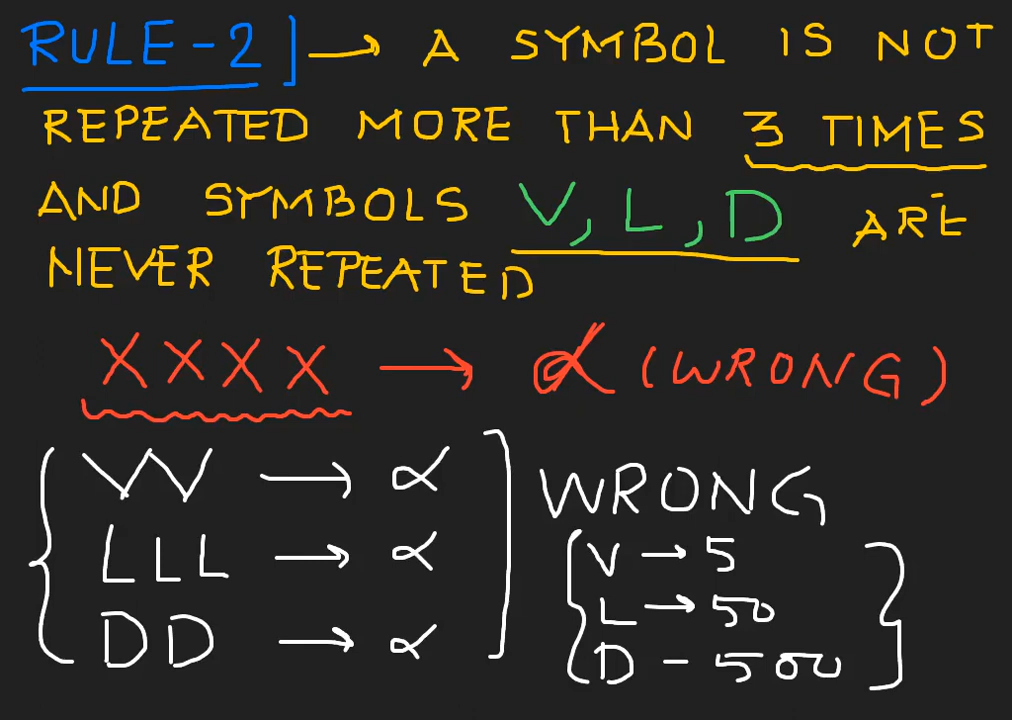 RULE-2] → A SYMBOL IS NOT
REPEATED MORE THAN 3 TIMES
AND SYMBOLS V, L, D ARE
NEVER REPEATED
XXXX → α (WRONG)
VV → α
LLL → α
DD → α
WRONG
V → 5
L → 50
D - 500